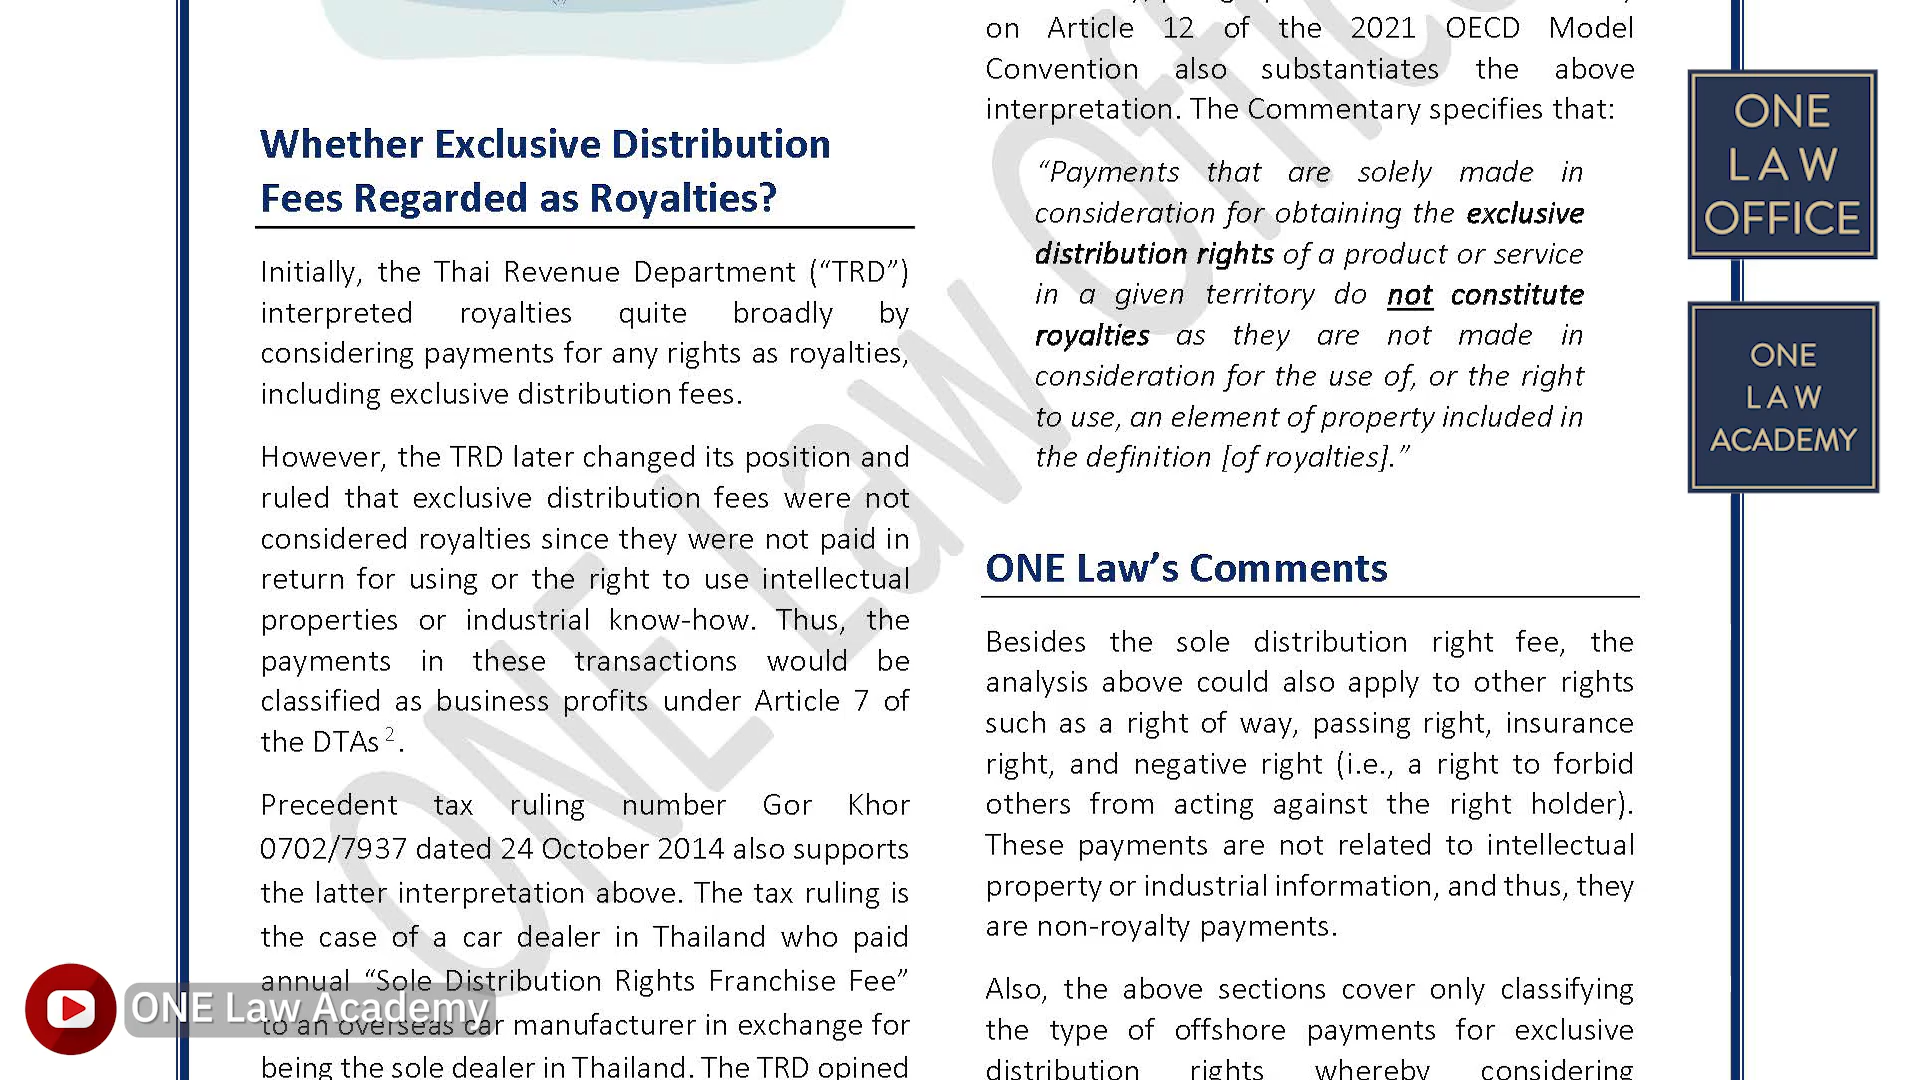 Whether Exclusive Distribution
Fees Regarded as Royalties?
Initially, the Thai Revenue Department (“TRD”)
interpreted royalties quite broadly by
considering payments for any rights as royalties,
including exclusive distribution fees.
However, the TRD later changed its position and
ruled that exclusive distribution fees were not
considered royalties since they were not paid in
return for using or the right to use intellectual
properties or industrial know-how. Thus, the
payments in these transactions would be
classified as business profits under Article 7 of
the DTAs 2.
Precedent tax ruling number Gor Khor
0702/7937 dated 24 October 2014 also supports
the latter interpretation above. The tax ruling is
the case of a car dealer in Thailand who paid
annual “Sole Distribution Rights Franchise Fee”
to an overseas car manufacturer in exchange for
being the sole dealer in Thailand. The TRD opined
on Article 12 of the 2021 OECD Model
Convention also substantiates the above
interpretation. The Commentary specifies that:
“Payments that are solely made in
consideration for obtaining the exclusive
distribution rights of a product or service
in a given territory do not constitute
royalties as they are not made in
consideration for the use of, or the right
to use, an element of property included in
the definition [of royalties].”
ONE Law’s Comments
Besides the sole distribution right fee, the
analysis above could also apply to other rights
such as a right of way, passing right, insurance
right, and negative right (i.e., a right to forbid
others from acting against the right holder).
These payments are not related to intellectual
property or industrial information, and thus, they
are non-royalty payments.
Also, the above sections cover only classifying
the type of offshore payments for exclusive
distribution rights whereby considering
ONE Law Office
ONE
LAW
OFFICE
ONE
LAW
ACADEMY
ONE Law Academy